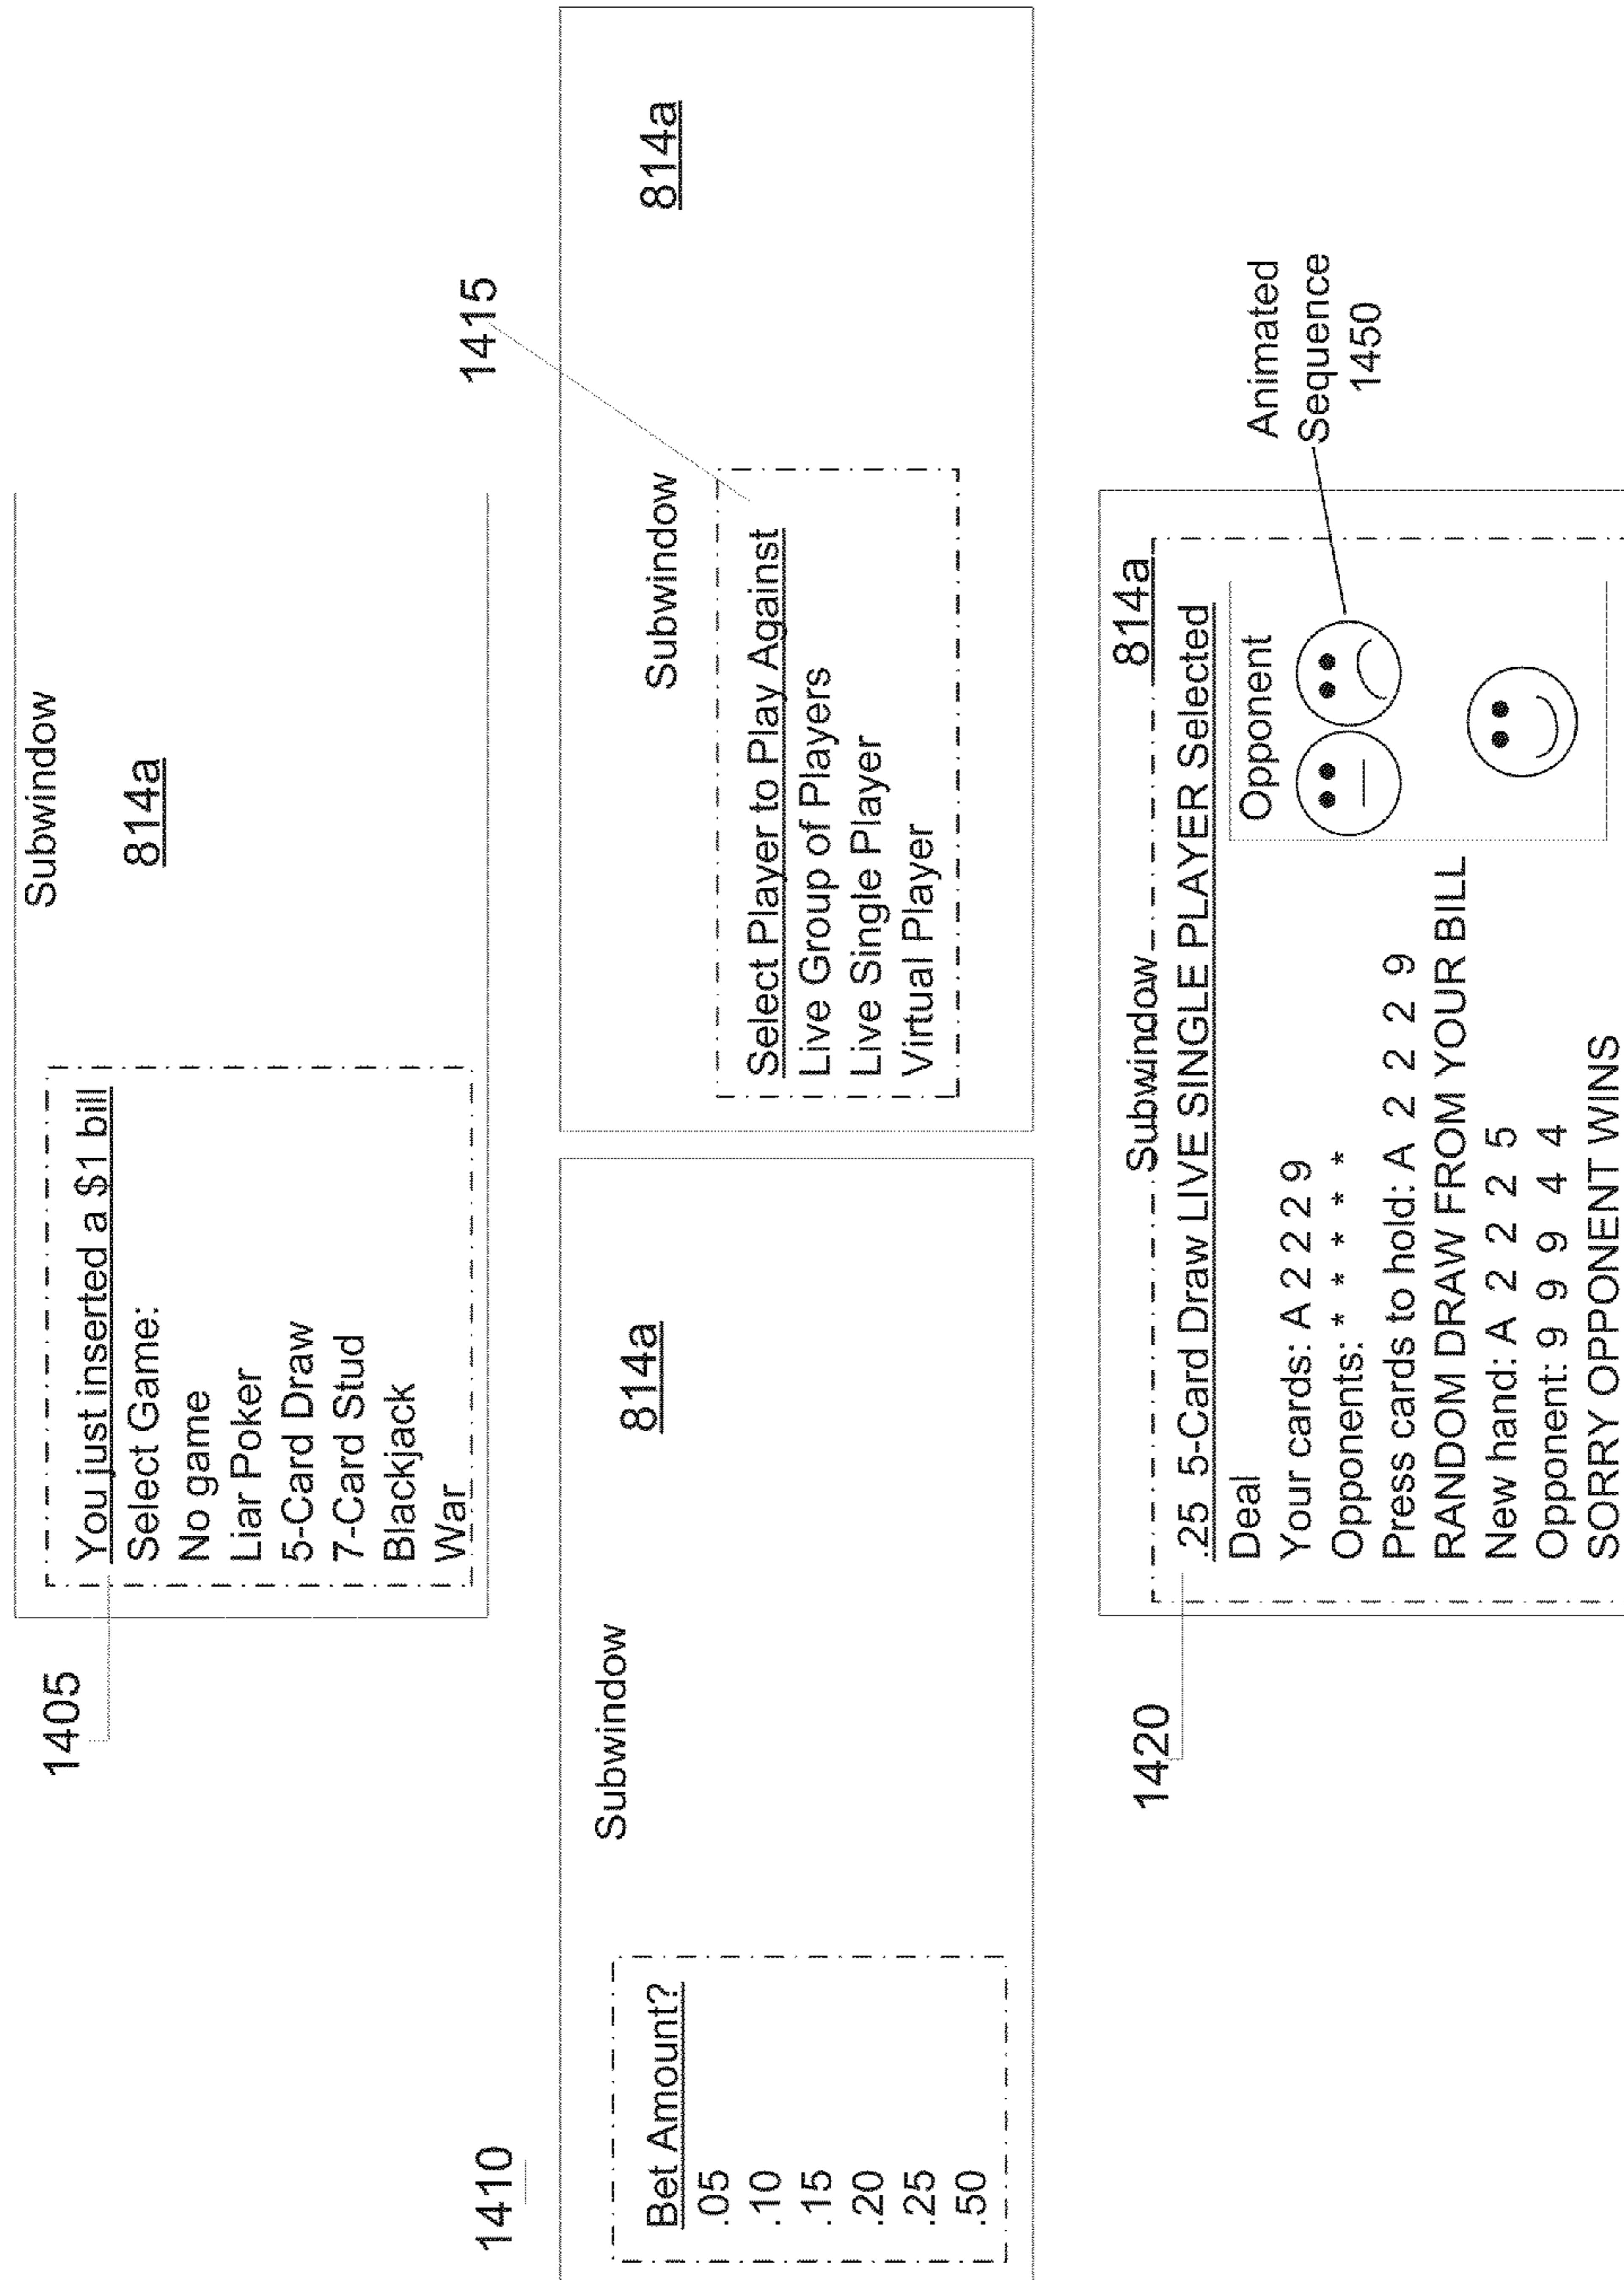 1405
Subwindow
814a
You just inserted a $1 bill
Select Game:
No game
Liar Poker
5-Card Draw
7-Card Stud
Blackjack
War
1410
Subwindow
814a
Bet Amount?
.05
.10
.15
.20
.25
.50
1415
Subwindow
814a
Select Player to Play Against
Live Group of Players
Live Single Player
Virtual Player
1420
Subwindow
814a
.25 5-Card Draw LIVE SINGLE PLAYER Selected
Deal
Your cards: A 2 2 2 9
Opponents: * * * * *
Press cards to hold: A 2 2 2 9
RANDOM DRAW FROM YOUR BILL
New hand: A 2 2 2 5
Opponent: 9 9 9 4 4
SORRY OPPONENT WINS
Opponent
Animated
Sequence
1450